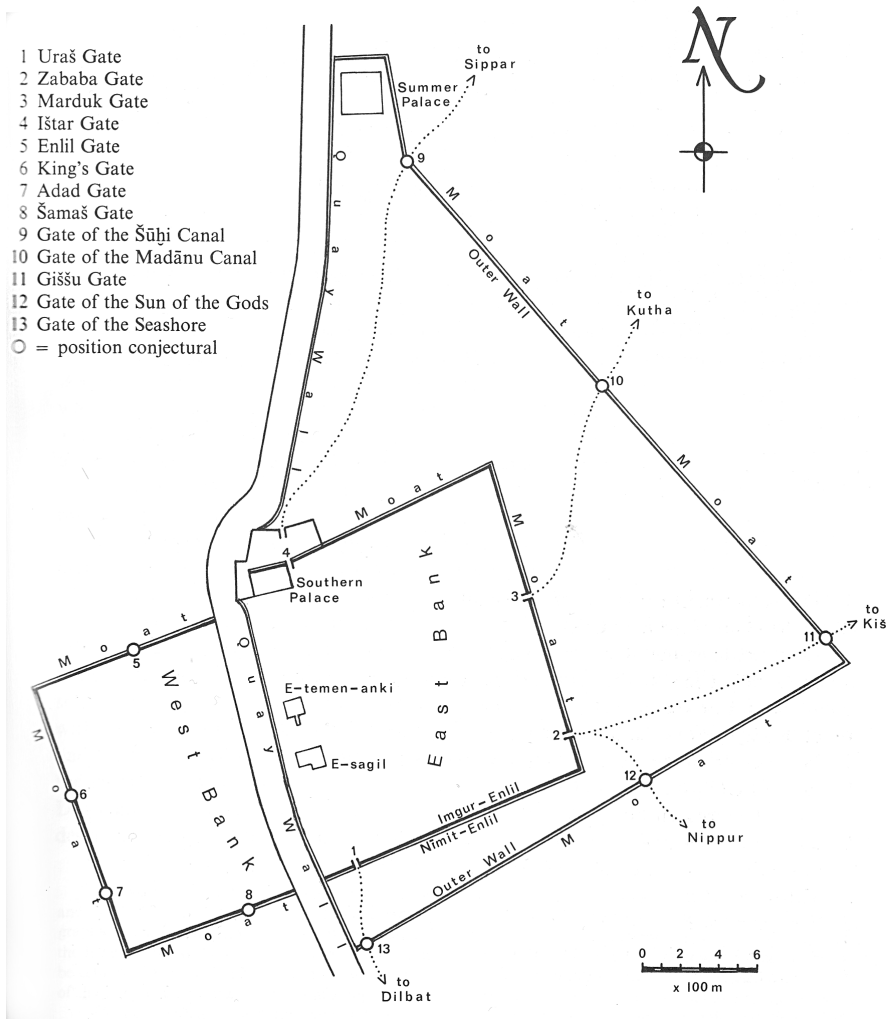 1 Uraš Gate
2 Zababa Gate
3 Marduk Gate
4 Ištar Gate
5 Enlil Gate
6 King's Gate
7 Adad Gate
8 Šamaš Gate
9 Gate of the Šūḫi Canal
10 Gate of the Madānu Canal
11 Giššu Gate
12 Gate of the Sun of the Gods
13 Gate of the Seashore
O = position conjectural
N
to
Sippar
Summer
Palace
9
Quay Wall
Moat
Outer Wall
to
Kutha
10
Moat
Moat
4
Southern
Palace
East Bank
3
Moat
11
to
Kiš
Moat
5
West Bank
Quay Wall
E-temen-anki
E-sagil
2
12
Moat
to
Nippur
Moat
6
7
Imgur-Enlil
Nīmit-Enlil
Outer Wall
1
8
Moat
13
to
Dilbat
0 2 4 6
x 100m